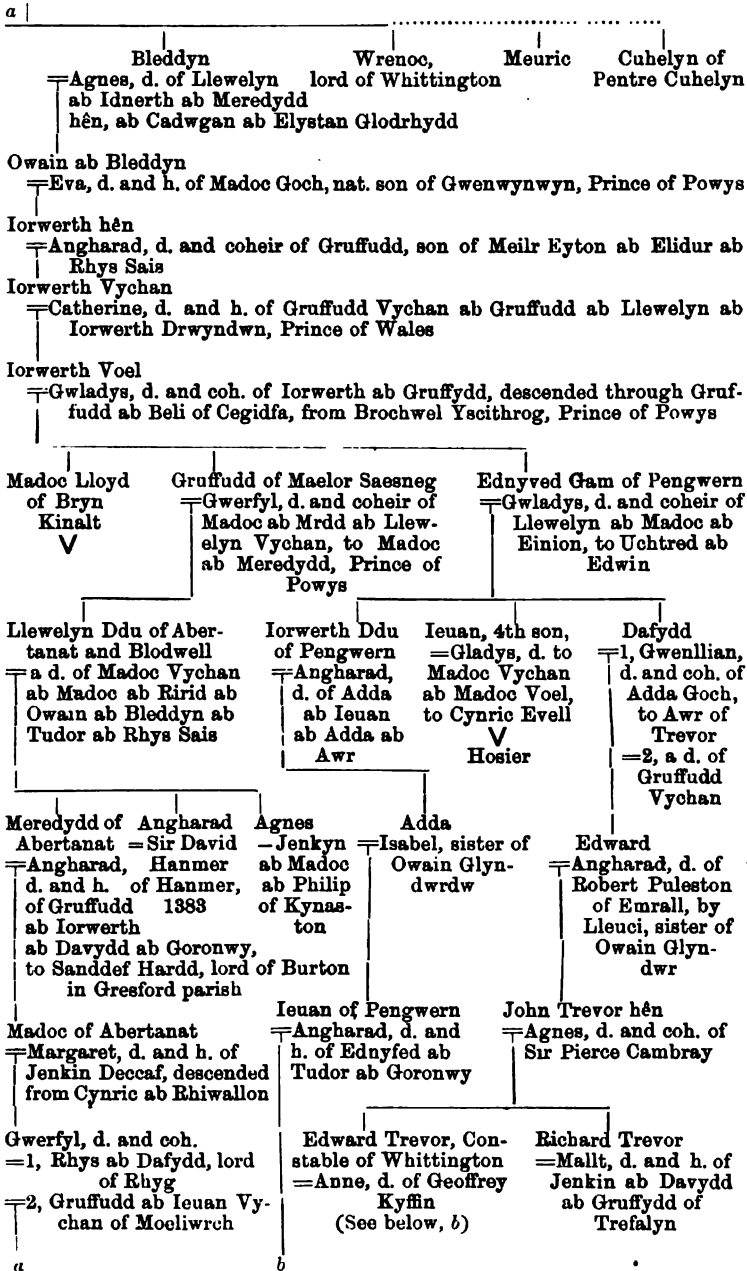 a
Bleddyn Wrenoc, Meuric Cuhelyn of
=Agnes, d. of Llewelyn lord of Whittington Pentre Cuhelyn
ab Idnerth ab Meredydd
hên, ab Cadwgan ab Elystan Glodrhydd
Owain ab Bleddyn
=Eva, d. and h. of Madoc Goch, nat. son of Gwenwynwyn, Prince of Powys
Iorwerth hên
=Angharad, d. and coheir of Gruffudd, son of Meilr Eyton ab Elidur ab
Rhys Sais
Iorwerth Vychan
=Catherine, d. and h. of Gruffudd Vychan ab Gruffudd ab Llewelyn ab
Iorwerth Drwyndwn, Prince of Wales
Iorwerth Voel
=Gwladys, d. and coh. of Iorwerth ab Gruffydd, descended through Gruf-
fudd ab Beli of Cegidfa, from Brochwel Yscithrog, Prince of Powys
Madoc Lloyd
of Bryn
Kinalt
V
Gruffudd of Maelor Saesneg
=Gwerfyl, d. and coheir of
Madoc ab Mrdd ab Llew-
elyn Vychan, to Madoc
ab Meredydd, Prince of
Powys
Ednyved Gam of Pengwern
=Gwladys, d. and coheir of
Llewelyn ab Madoc ab
Einion, to Uchtred ab
Edwin
Llewelyn Ddu of Aber-
tanat and Blodwell
=a d. of Madoc Vychan
ab Madoc ab Ririd ab
Owain ab Bleddyn ab
Tudor ab Rhys Sais
Iorwerth Ddu
of Pengwern
=Angharad,
d. of Adda
ab Ieuan
ab Adda ab
Awr
Ieuan, 4th son,
=Gladys, d. to
Madoc Vychan
ab Madoc Voel,
to Cynric Evell
V
Hosier
Dafydd
=1, Gwenllian,
d. and coh. of
Adda Goch,
to Awr of
Trevor
=2, a d. of
Gruffudd
Vychan
Meredydd of
Abertanat
=Angharad,
d. and h.
of Gruffudd
ab Iorwerth
ab Davydd ab Goronwy,
to Sanddef Hardd, lord of Burton
in Gresford parish
Angharad
=Sir David
Hanmer
of Hanmer,
1383
Agnes
–Jenkyn
ab Madoc
ab Philip
of Kynas-
ton
Adda
=Isabel, sister of
Owain Glyn-
dwrdw
Edward
=Angharad, d. of
Robert Puleston
of Emrall, by
Lleuci, sister of
Owain Glyn-
dwr
Madoc of Abertanat
=Margaret, d. and h. of
Jenkin Deccaf, descended
from Cynric ab Rhiwallon
Ieuan of Pengwern
=Angharad, d. and
h. of Ednyfed ab
Tudor ab Goronwy
John Trevor hên
=Agnes, d. and coh. of
Sir Pierce Cambray
Gwerfyl, d. and coh.
=1, Rhys ab Dafydd, lord
of Rhyg
=2, Gruffudd ab Ieuan Vy-
chan of Moeliwrch
Edward Trevor, Con-
stable of Whittington
=Anne, d. of Geoffrey
Kyffin
(See below, b)
Richard Trevor
=Mallt, d. and h. of
Jenkin ab Davydd
ab Gruffydd of
Trefalyn
a b